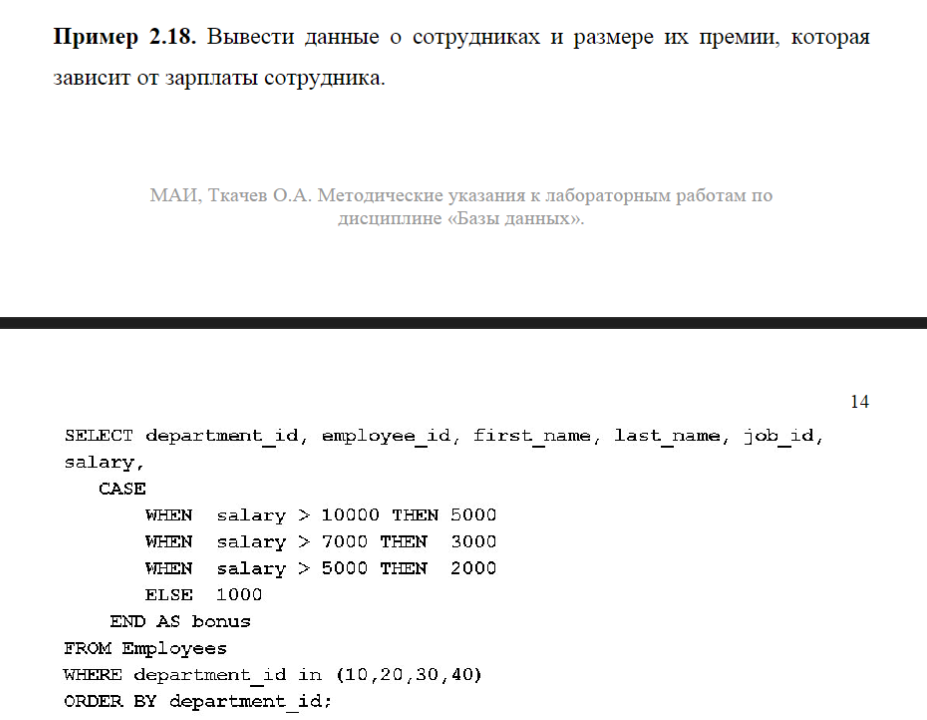 Пример 2.18. Вывести данные о сотрудниках и размере их премии, которая
зависит от зарплаты сотрудника.
МАИ, Ткачев О.А. Методические указания к лабораторным работам по
дисциплине «Базы данных».
14
SELECT department_id, employee_id, first_name, last_name, job_id,
salary,
CASE
WHEN salary > 10000 THEN 5000
WHEN salary > 7000 THEN 3000
WHEN salary > 5000 THEN 2000
ELSE 1000
END AS bonus
FROM Employees
WHERE department_id in (10,20,30,40)
ORDER BY department_id;